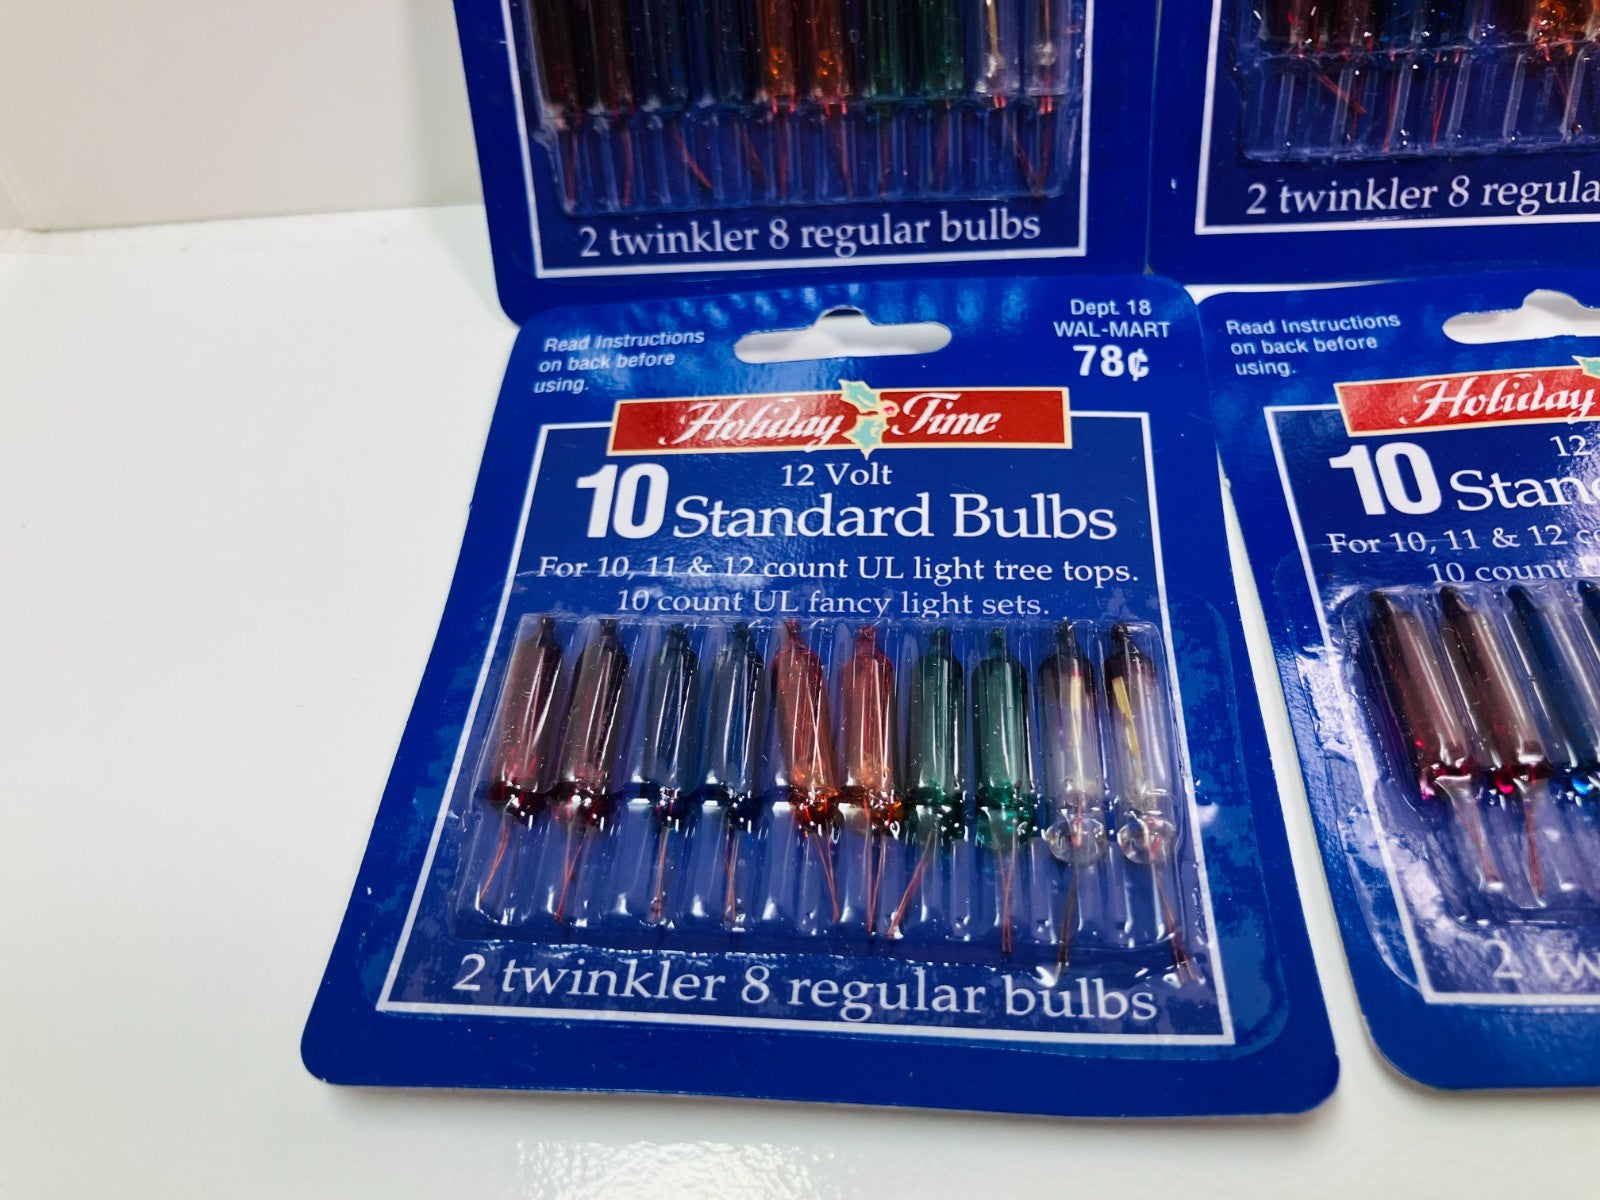 2 twinkler 8 regular bulbs
2 twinkler 8 regula
Read Instructions
on back before
using.
Dept. 18
WAL-MART
78¢
Holiday Time
12 Volt
10 Standard Bulbs
For 10, 11 & 12 count UL light tree tops.
10 count UL fancy light sets.
2 twinkler 8 regular bulbs
Read Instructions
on back before
using.
Holiday
12
10 Stan
For 10, 11 & 12 c
10 count
2 tw